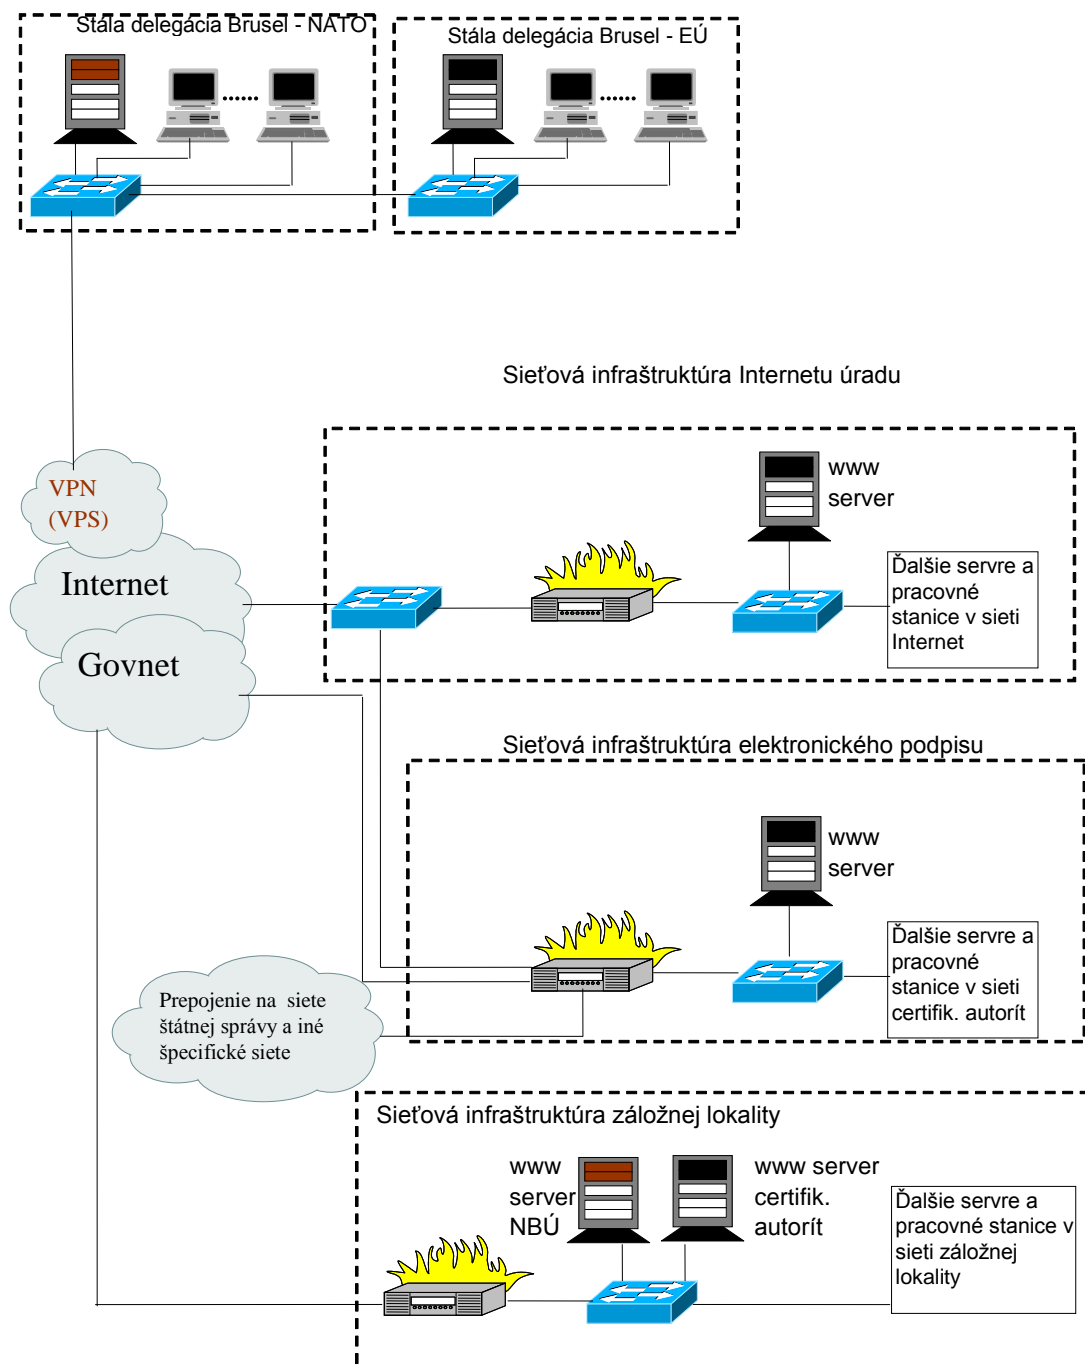 Stála delegácia Brusel - NATO
Stála delegácia Brusel - EÚ
Sieťová infraštruktúra Internetu úradu
VPN
(VPS)
Internet
Govnet
www
server
Ďalšie servre a
pracovné
stanice v sieti
Internet
Sieťová infraštruktúra elektronického podpisu
www
server
Ďalšie servre a
pracovné
stanice v sieti
certifik. autorít
Prepojenie na siete
štátnej správy a iné
špecifické siete
Sieťová infraštruktúra záložnej lokality
www
server
NBÚ
www server
certifik.
autorít
Ďalšie servre a
pracovné stanice v
sieti záložnej
lokality